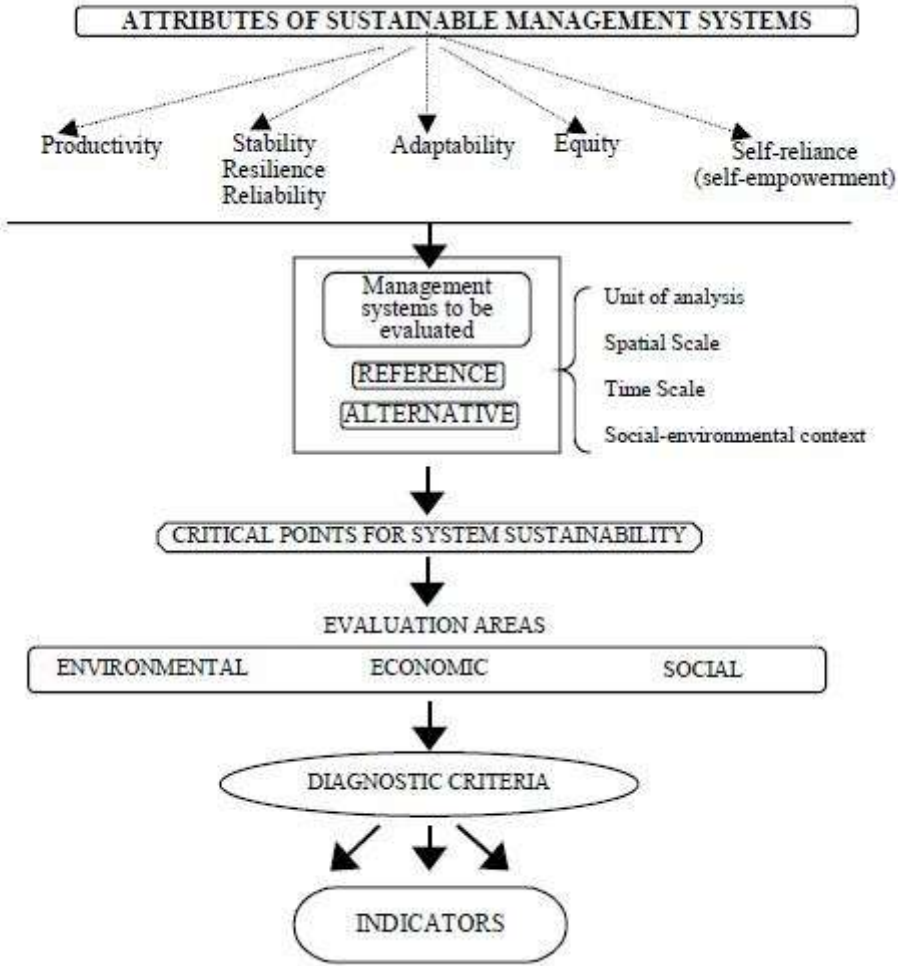 ATTRIBUTES OF SUSTAINABLE MANAGEMENT SYSTEMS
Productivity
Stability
Resilience
Reliability
Adaptability
Equity
Self-reliance
(self-empowerment)
Management
systems to be
evaluated
REFERENCE
ALTERNATIVE
Unit of analysis
Spatial Scale
Time Scale
Social-environmental context
CRITICAL POINTS FOR SYSTEM SUSTAINABILITY
EVALUATION AREAS
ENVIRONMENTAL ECONOMIC SOCIAL
DIAGNOSTIC CRITERIA
INDICATORS